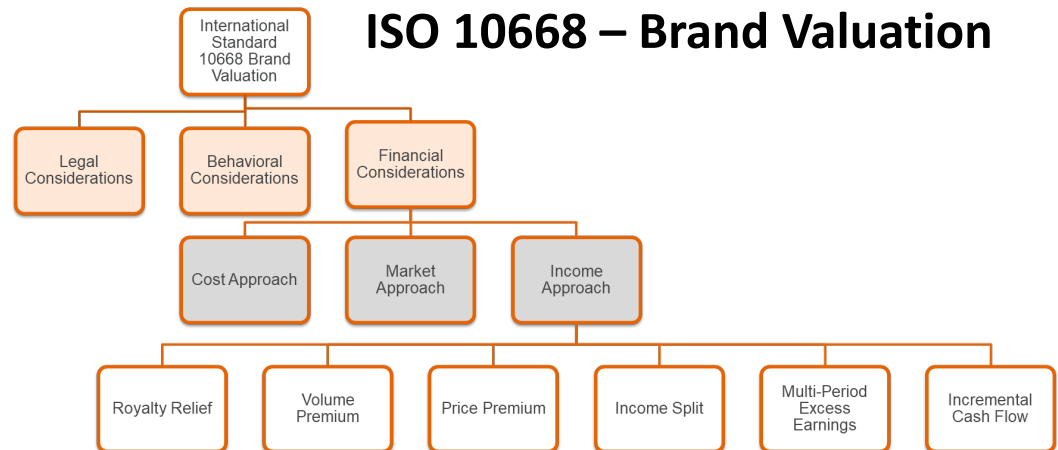 ISO 10668 – Brand Valuation
International
Standard
10668 Brand
Valuation
Legal
Considerations
Behavioral
Considerations
Financial
Considerations
Cost Approach
Market
Approach
Income
Approach
Royalty Relief
Volume
Premium
Price Premium
Income Split
Multi-Period
Excess
Earnings
Incremental
Cash Flow